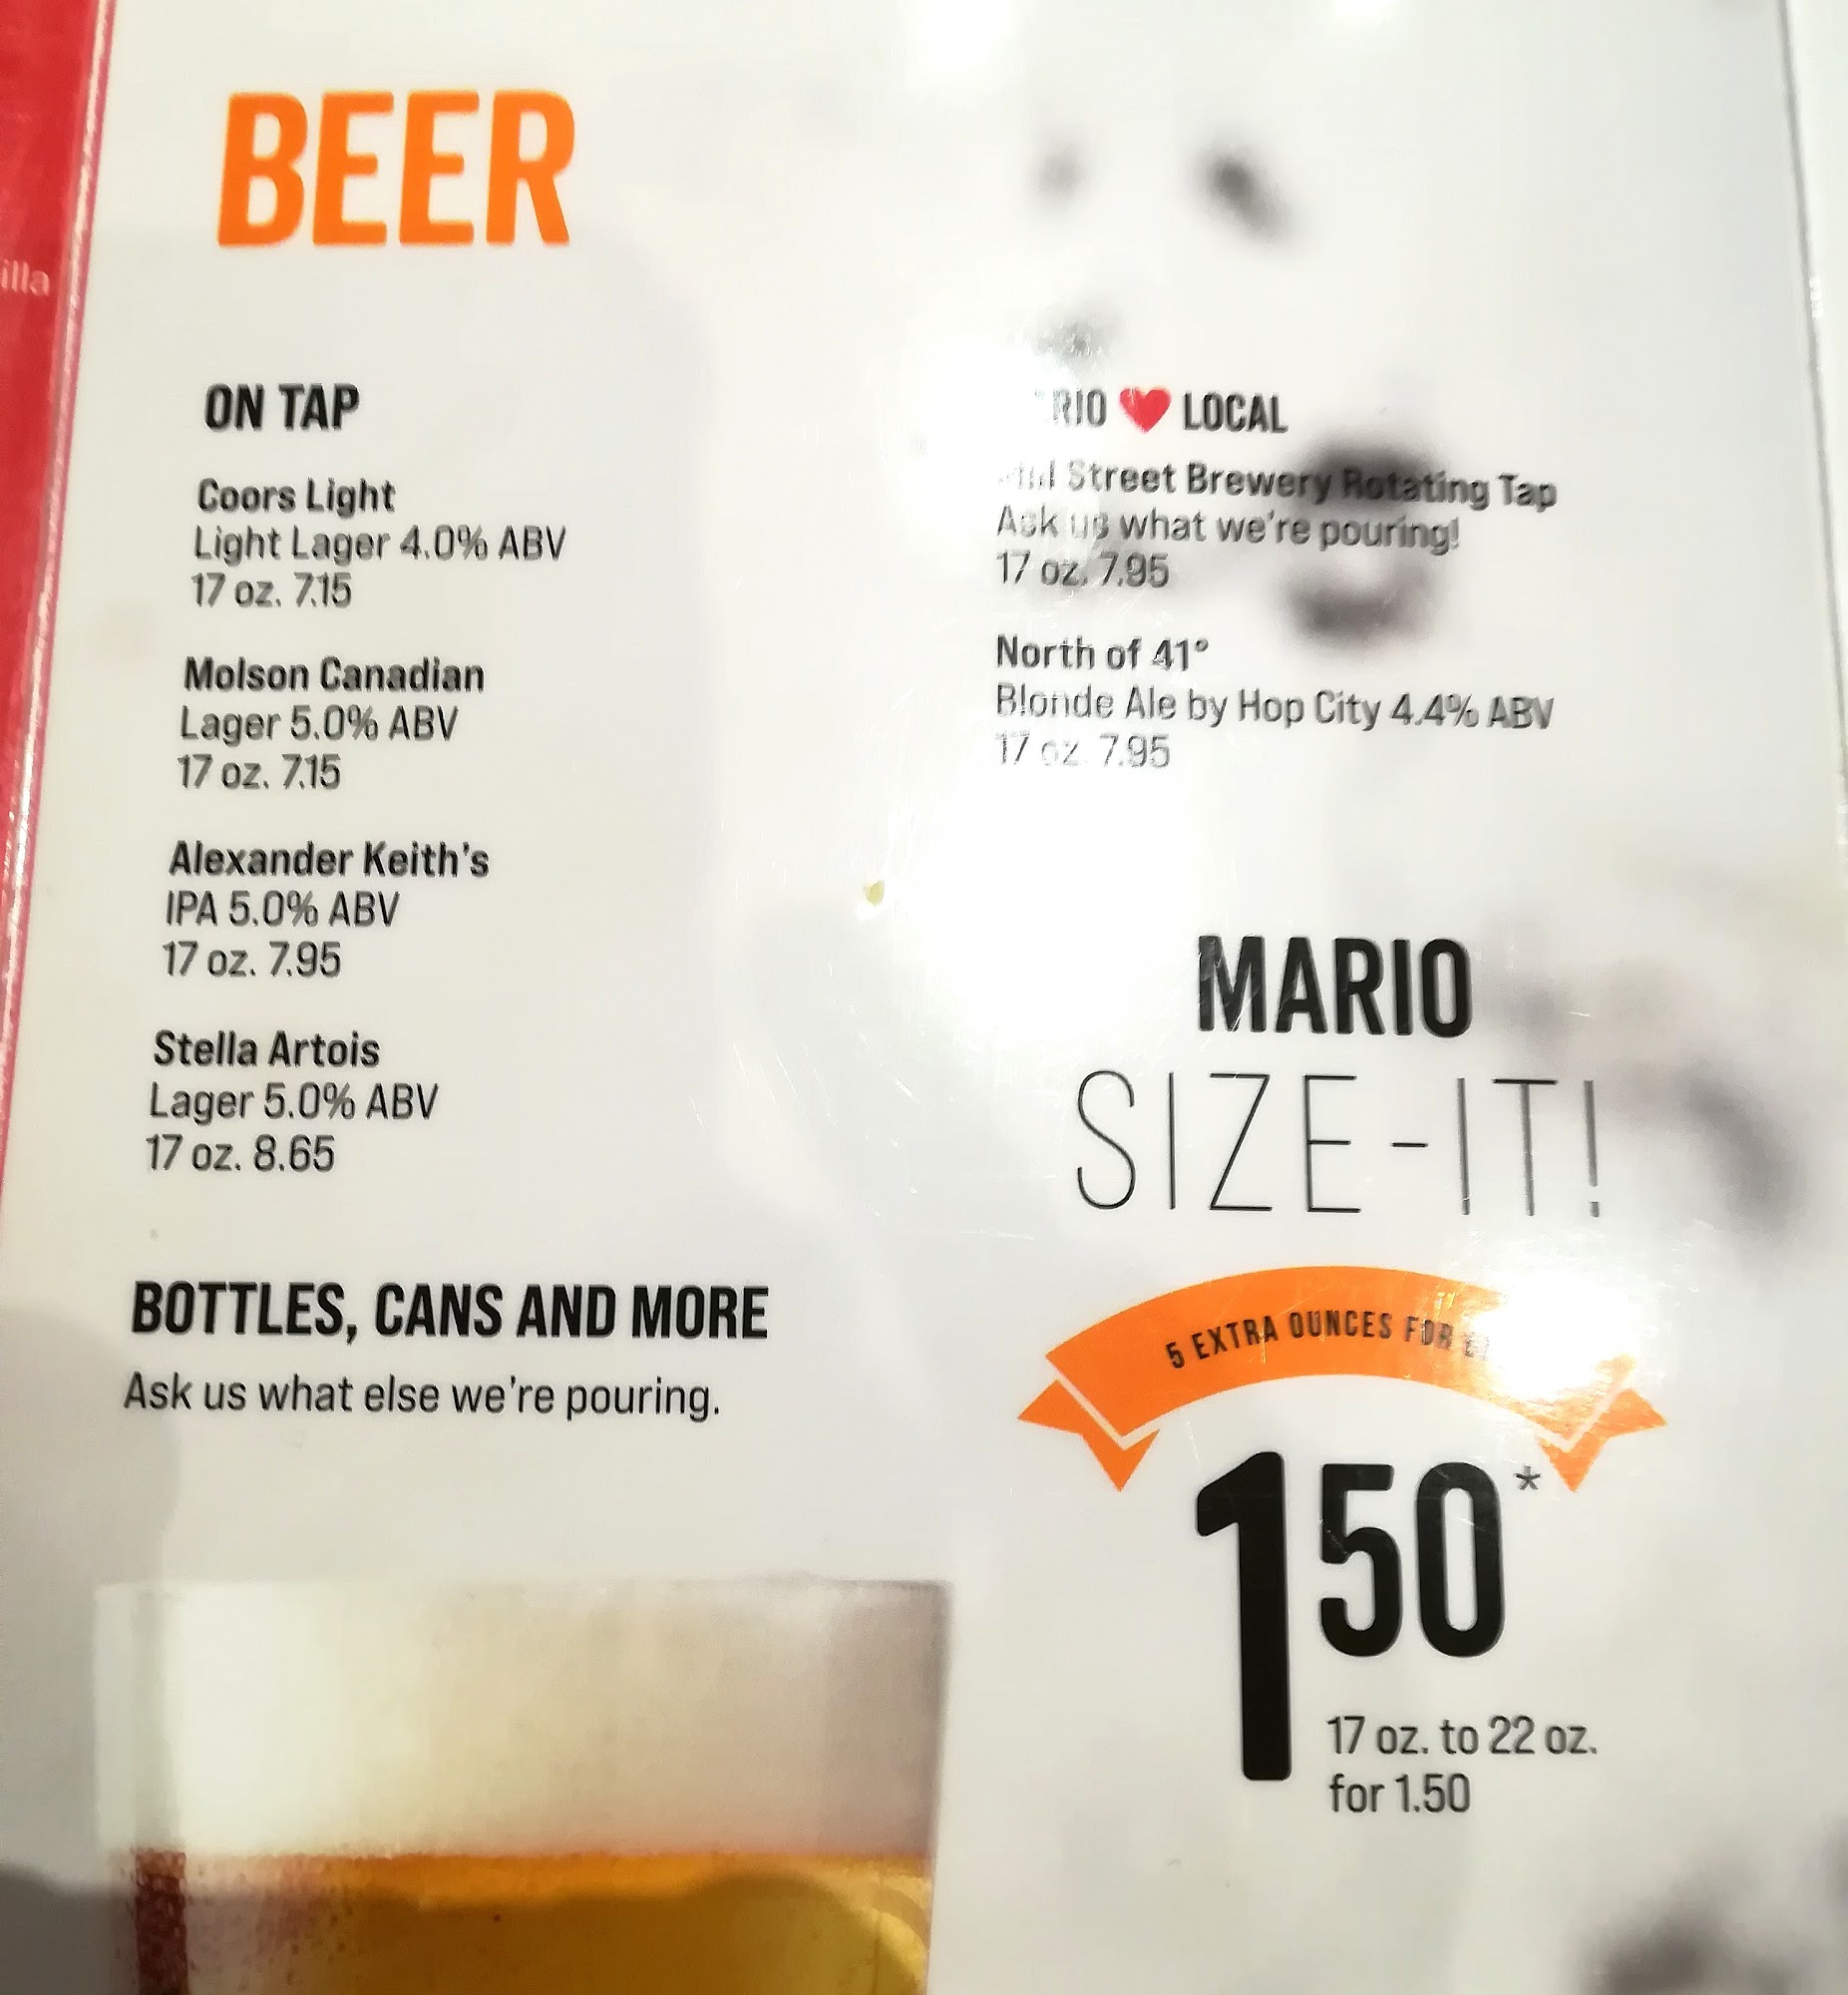 illa
BEER
ON TAP
Coors Light
Light Lager 4.0% ABV
17 oz. 7.15
Molson Canadian
Lager 5.0% ABV
17 oz. 7.15
Alexander Keith's
IPA 5.0% ABV
17 oz. 7.95
Stella Artois
Lager 5.0% ABV
17 oz. 8.65
BOTTLES, CANS AND MORE
Ask us what else we're pouring.
RIO ❤ LOCAL
Street Brewery Rotating Tap
Ask us what we're pouring!
17 oz. 7.95
North of 41°
Blonde Ale by Hop City 4.4% ABV
17 oz. 7.95
MARIO
SIZE-IT!
5 EXTRA OUNCES FOR
150*
17 oz. to 22 oz.
for 1.50